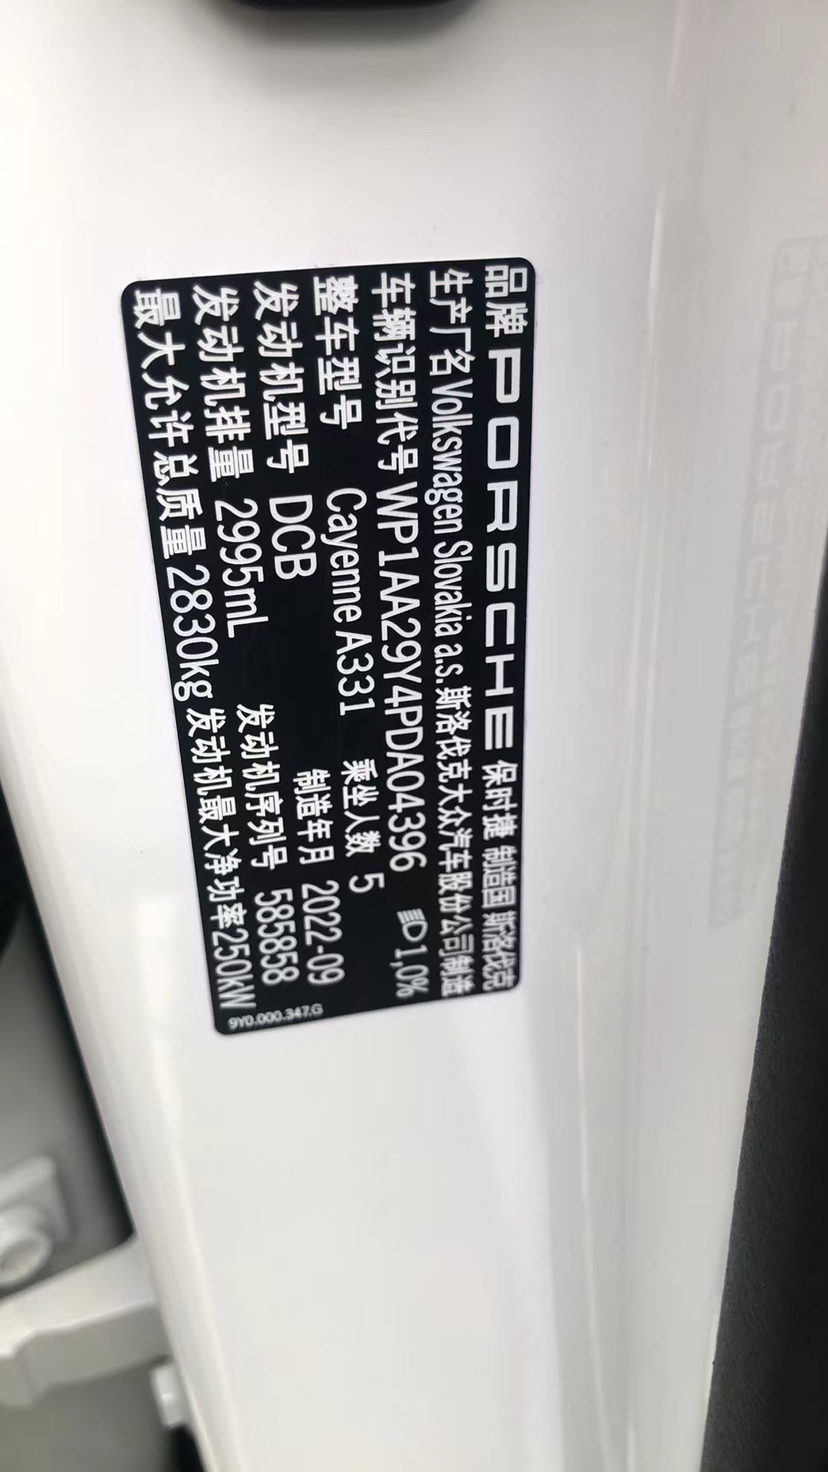 品牌 PORSCHE 保时捷 制造国 斯洛伐克
生产厂名 Volkswagen Slovakia a.s. 斯洛伐克大众汽车股份公司制造
车辆识别代号 WP1AA29Y4PDA04396 1,0%
整车型号 Cayenne A331 乘坐人数 5
发动机型号 DCB 制造年月 2022-09
发动机排量 2995mL 发动机序列号 585858
最大允许总质量 2830kg 发动机最大净功率250kW
9Y0.000.347.G